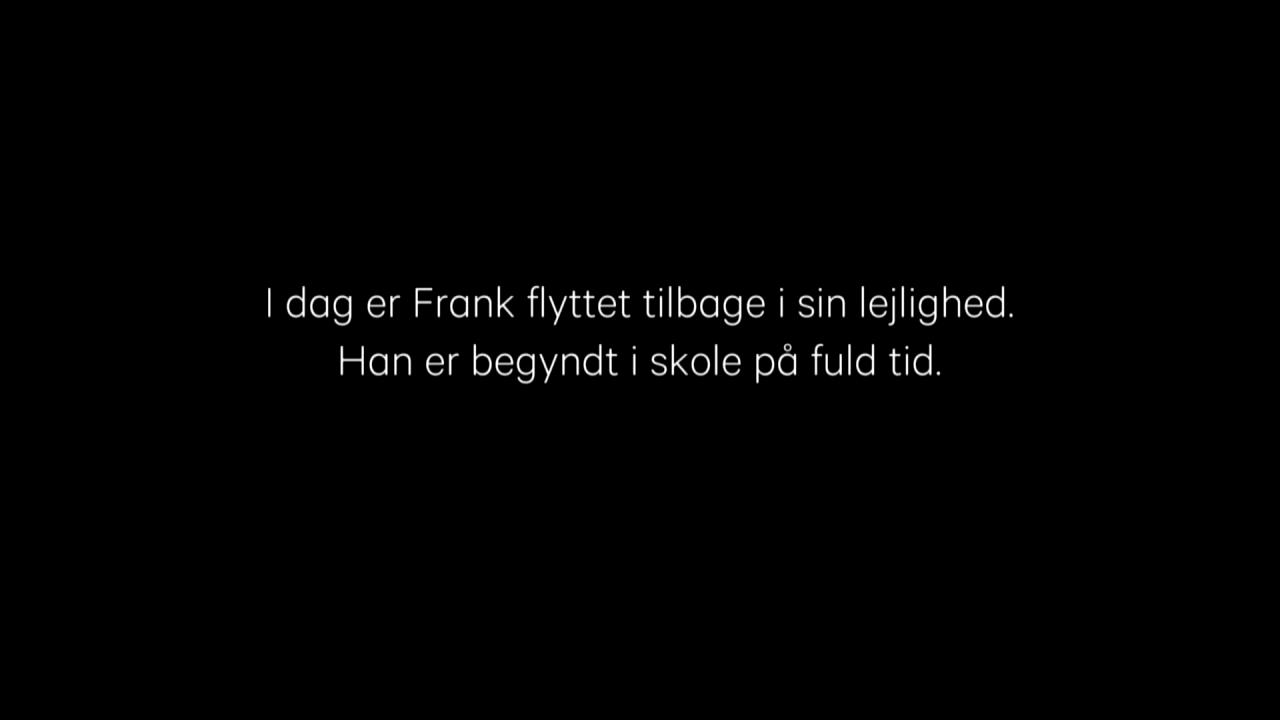 I dag er Frank flyttet tilbage i sin lejlighed.
Han er begyndt i skole på fuld tid.